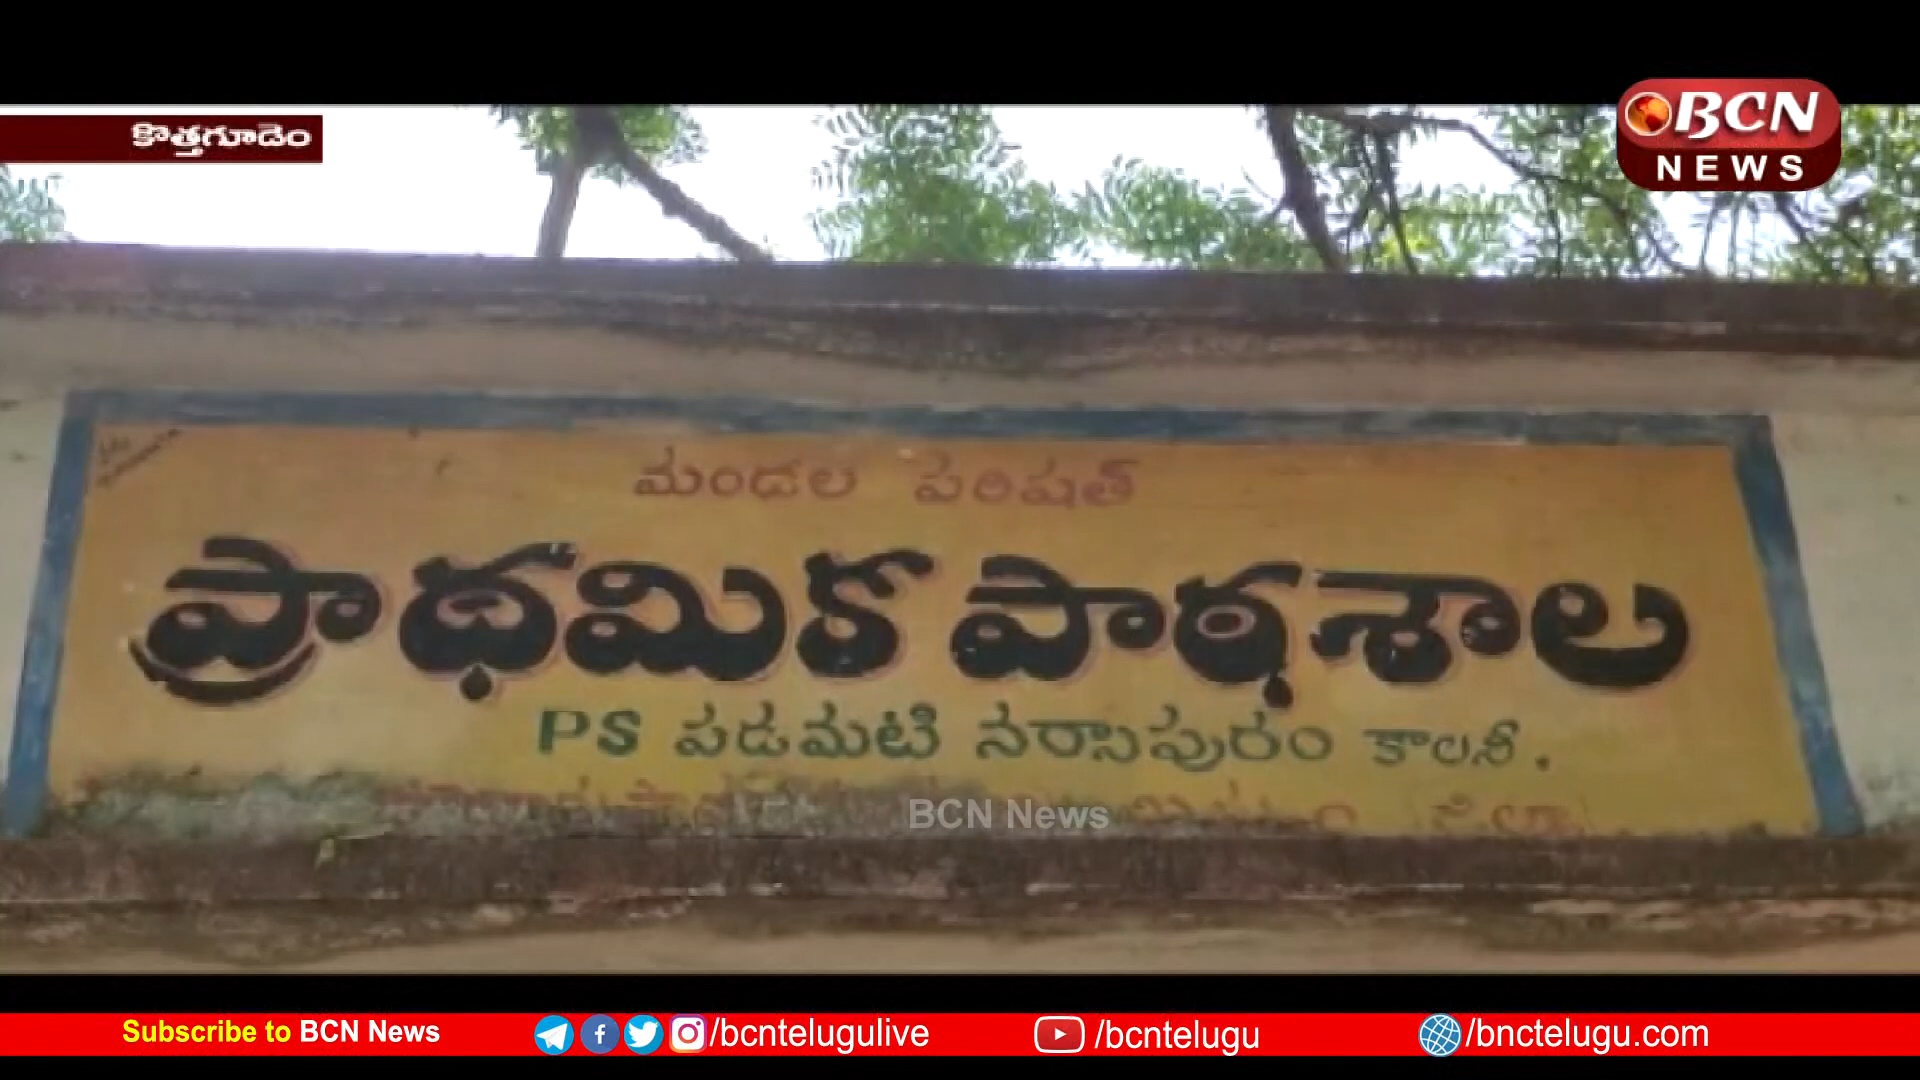 కొత్తగూడెం
BCN
NEWS
మండల పరిషత్
ప్రాథమిక పాఠశాల
PS పడమటి నర్సాపురం కాలనీ.
BCN News
Subscribe to BCN News
/bcntelugulive
/bcntelugu
/bnctelugu.com